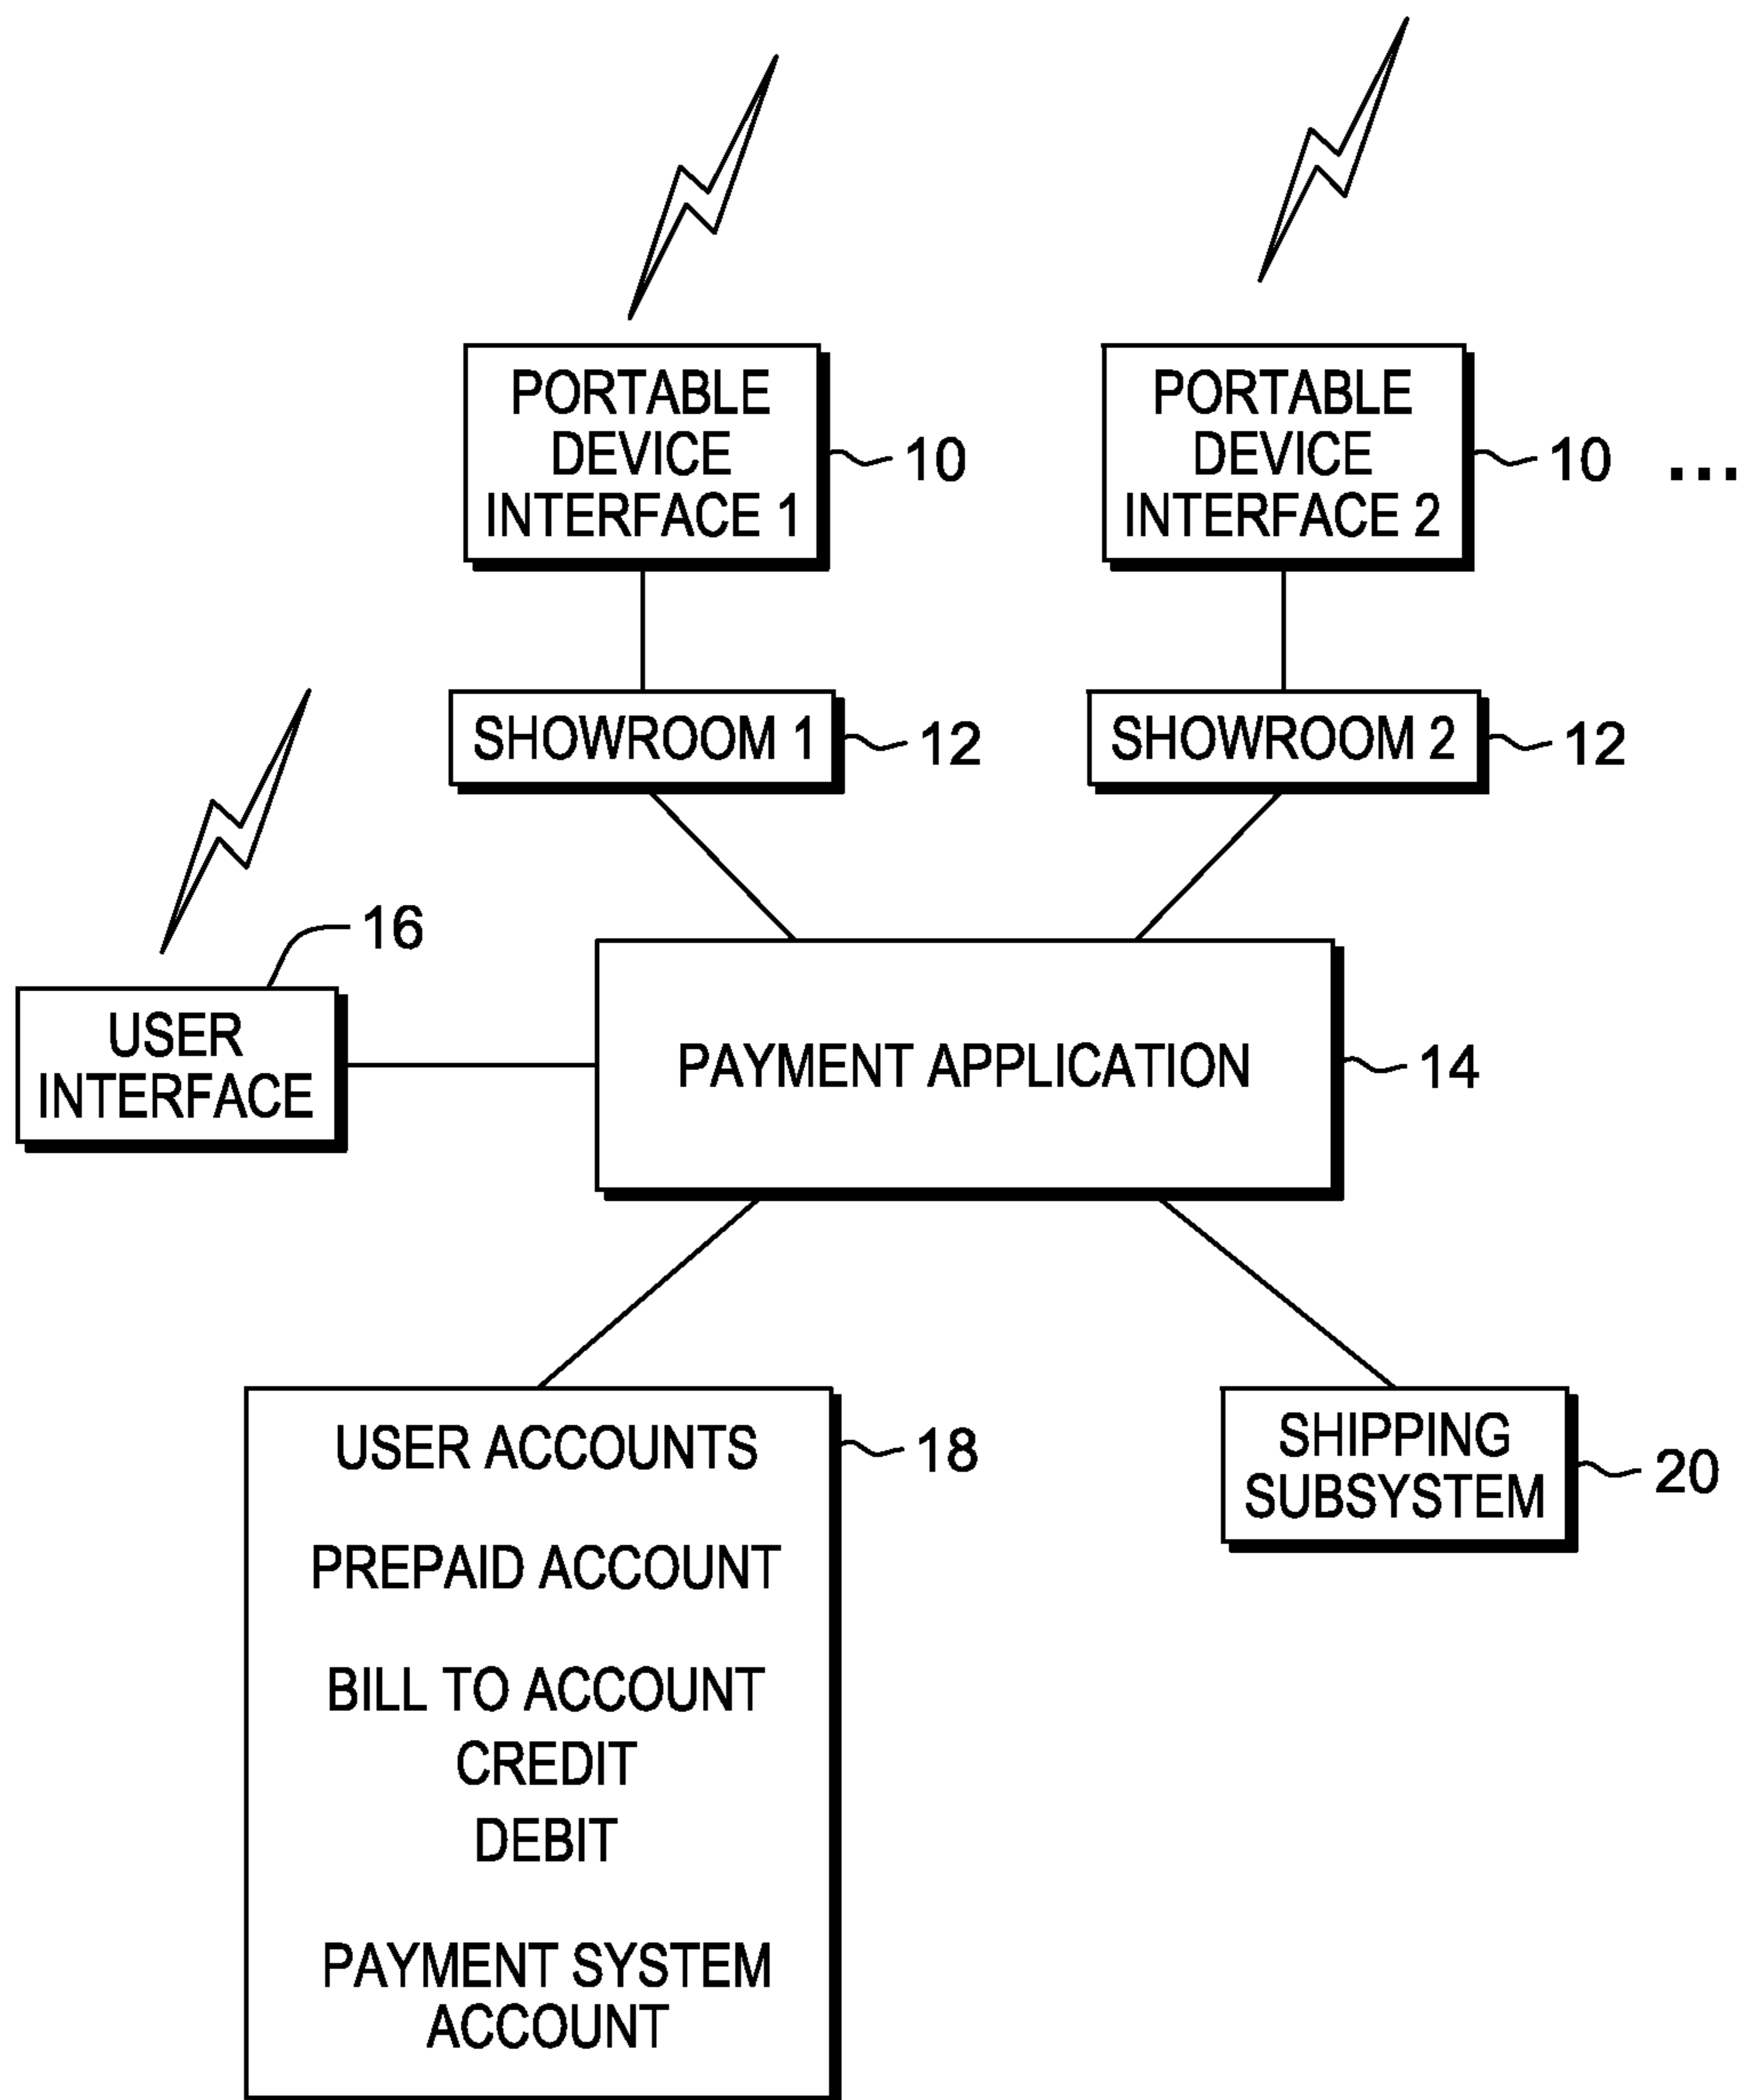 PORTABLE
DEVICE
INTERFACE 1
10
PORTABLE
DEVICE
INTERFACE 2
10 ...
SHOWROOM 1
12
SHOWROOM 2
12
16
USER
INTERFACE
PAYMENT APPLICATION
14
USER ACCOUNTS
18
PREPAID ACCOUNT
BILL TO ACCOUNT
CREDIT
DEBIT
PAYMENT SYSTEM
ACCOUNT
SHIPPING
SUBSYSTEM
20